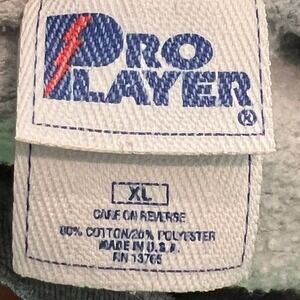 PRO
PLAYER®
XL
CARE ON REVERSE
80% COTTON/20% POLYESTER
MADE IN U.S.A.
RN 13765